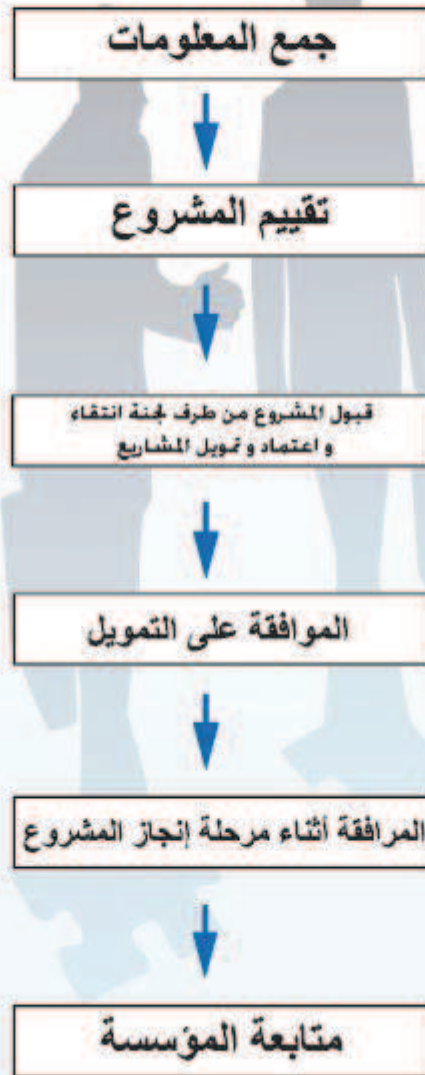 جمع المعلومات
تقييم المشروع
قبول المشروع من طرف لجنة انتقاء
و اعتماد و تمويل المشاريع
الموافقة على التمويل
المرافقة أثناء مرحلة إنجاز المشروع
متابعة المؤسسة